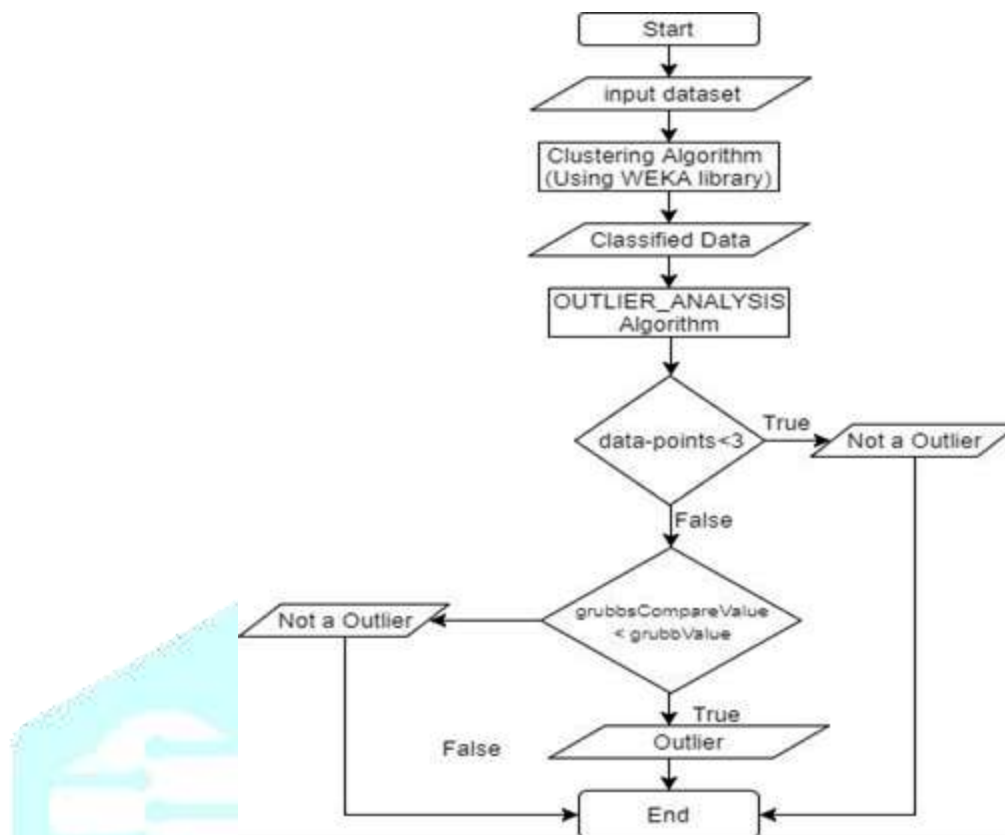 Start
input dataset
Clustering Algorithm
(Using WEKA library)
Classified Data
OUTLIER_ANALYSIS
Algorithm
data-points<3
True
Not a Outlier
False
grubbsCompareValue
< grubbValue
Not a Outlier
True
Outlier
False
End